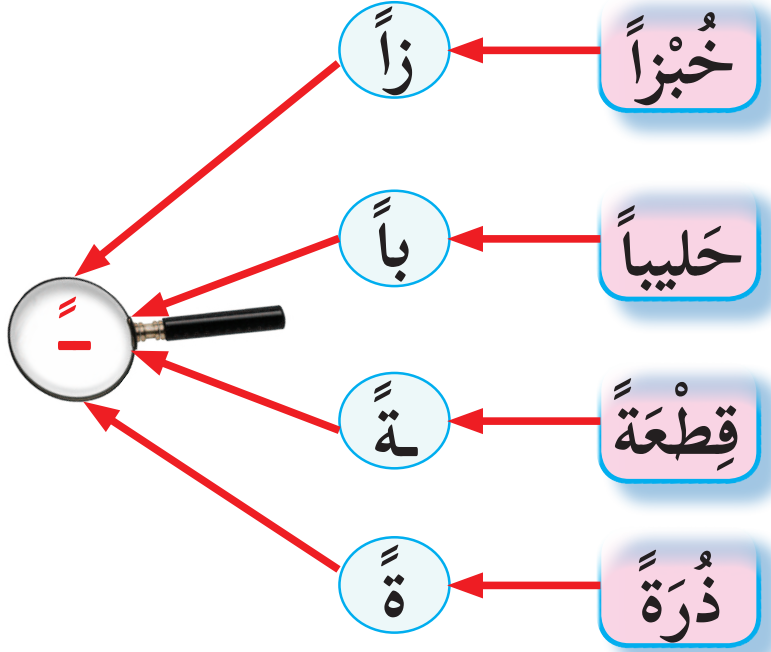 خُبْزاً زاً
حَليباً باً
ـًـ
قِطْعَةً ـةً
ذُرَةً ةً